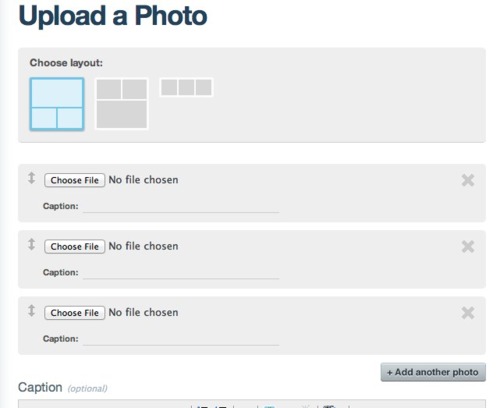 Upload a Photo
Choose layout:
Choose File No file chosen
Caption:
Choose File No file chosen
Caption:
Choose File No file chosen
Caption:
+ Add another photo
Caption (optional)